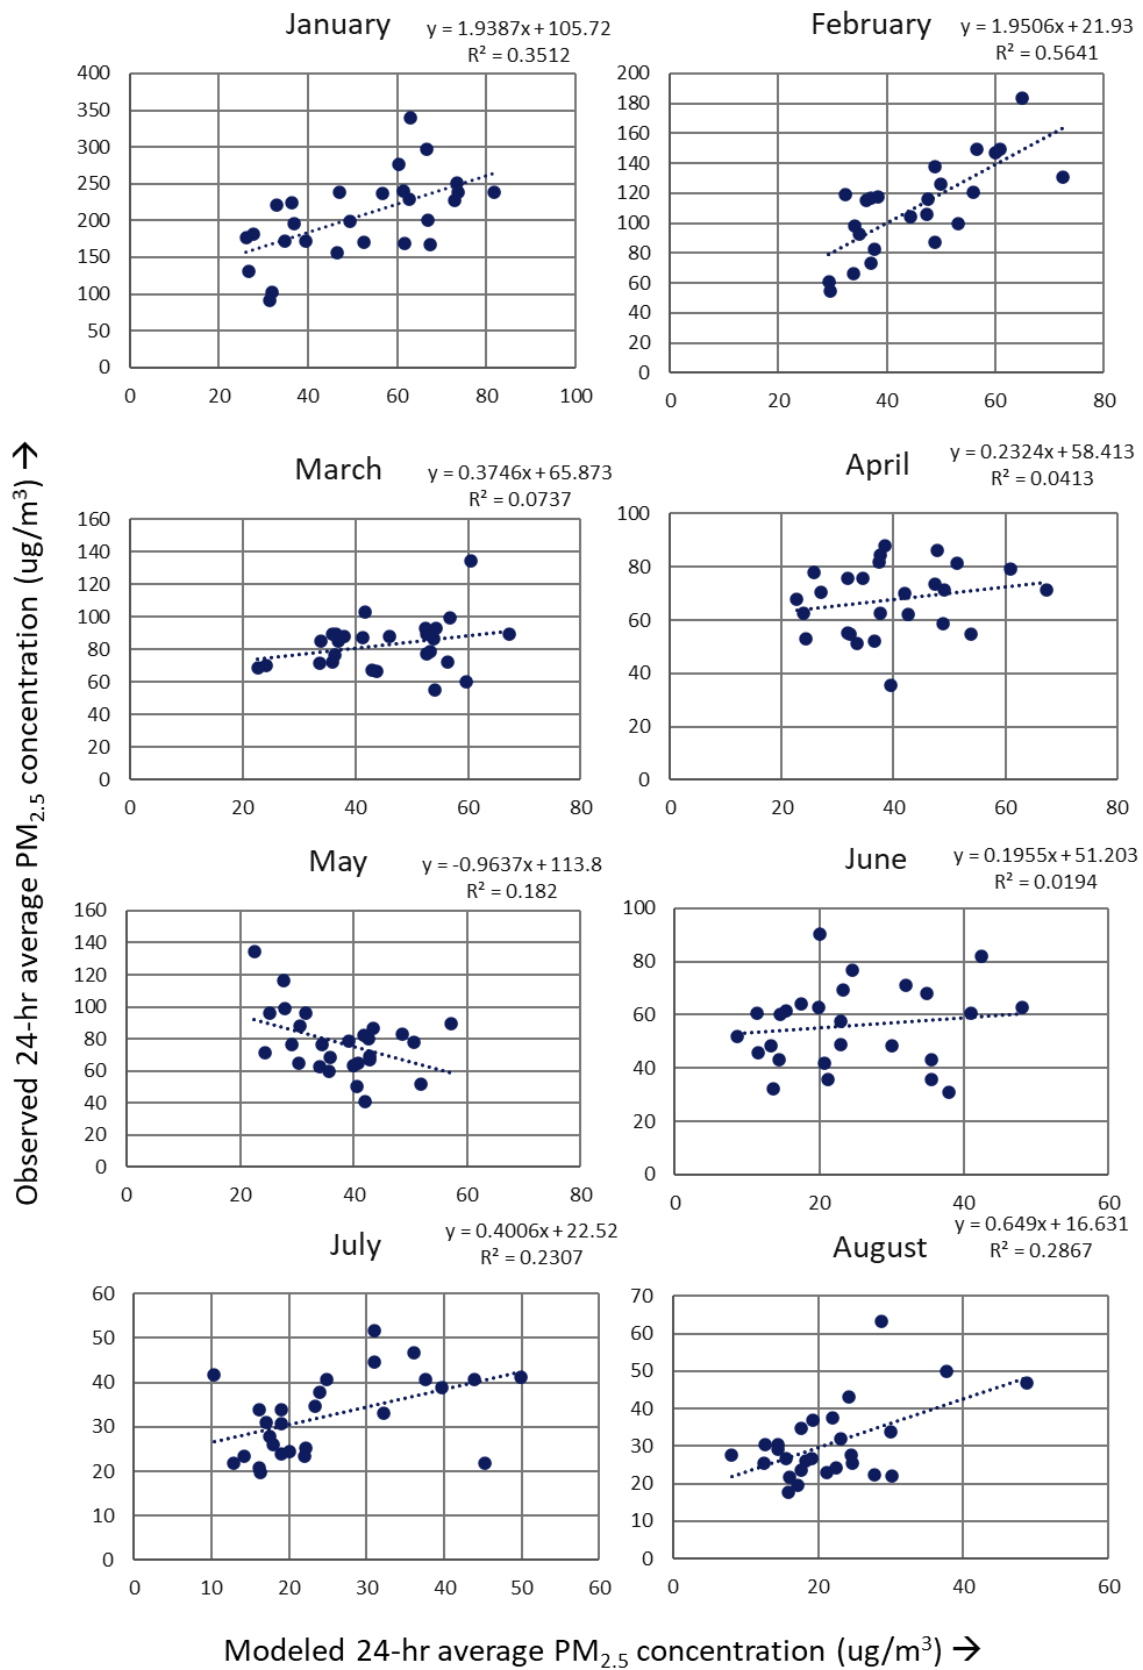 January
y = 1.9387x + 105.72
R² = 0.3512
400
350
300
250
200
150
100
50
0
0 20 40 60 80 100
February
y = 1.9506x + 21.93
R² = 0.5641
200
180
160
140
120
100
80
60
40
20
0
0 20 40 60 80
March
y = 0.3746x + 65.873
R² = 0.0737
160
140
120
100
80
60
40
20
0
0 20 40 60 80
April
y = 0.2324x + 58.413
R² = 0.0413
100
80
60
40
20
0
0 20 40 60 80
May
y = -0.9637x + 113.8
R² = 0.182
160
140
120
100
80
60
40
20
0
0 20 40 60 80
June
y = 0.1955x + 51.203
R² = 0.0194
100
80
60
40
20
0
0 20 40 60
July
y = 0.4006x + 22.52
R² = 0.2307
60
50
40
30
20
10
0
0 10 20 30 40 50 60
August
y = 0.649x + 16.631
R² = 0.2867
70
60
50
40
30
20
10
0
0 20 40 60
Observed 24-hr average PM₂.₅ concentration (ug/m³) →
Modeled 24-hr average PM₂.₅ concentration (ug/m³) →